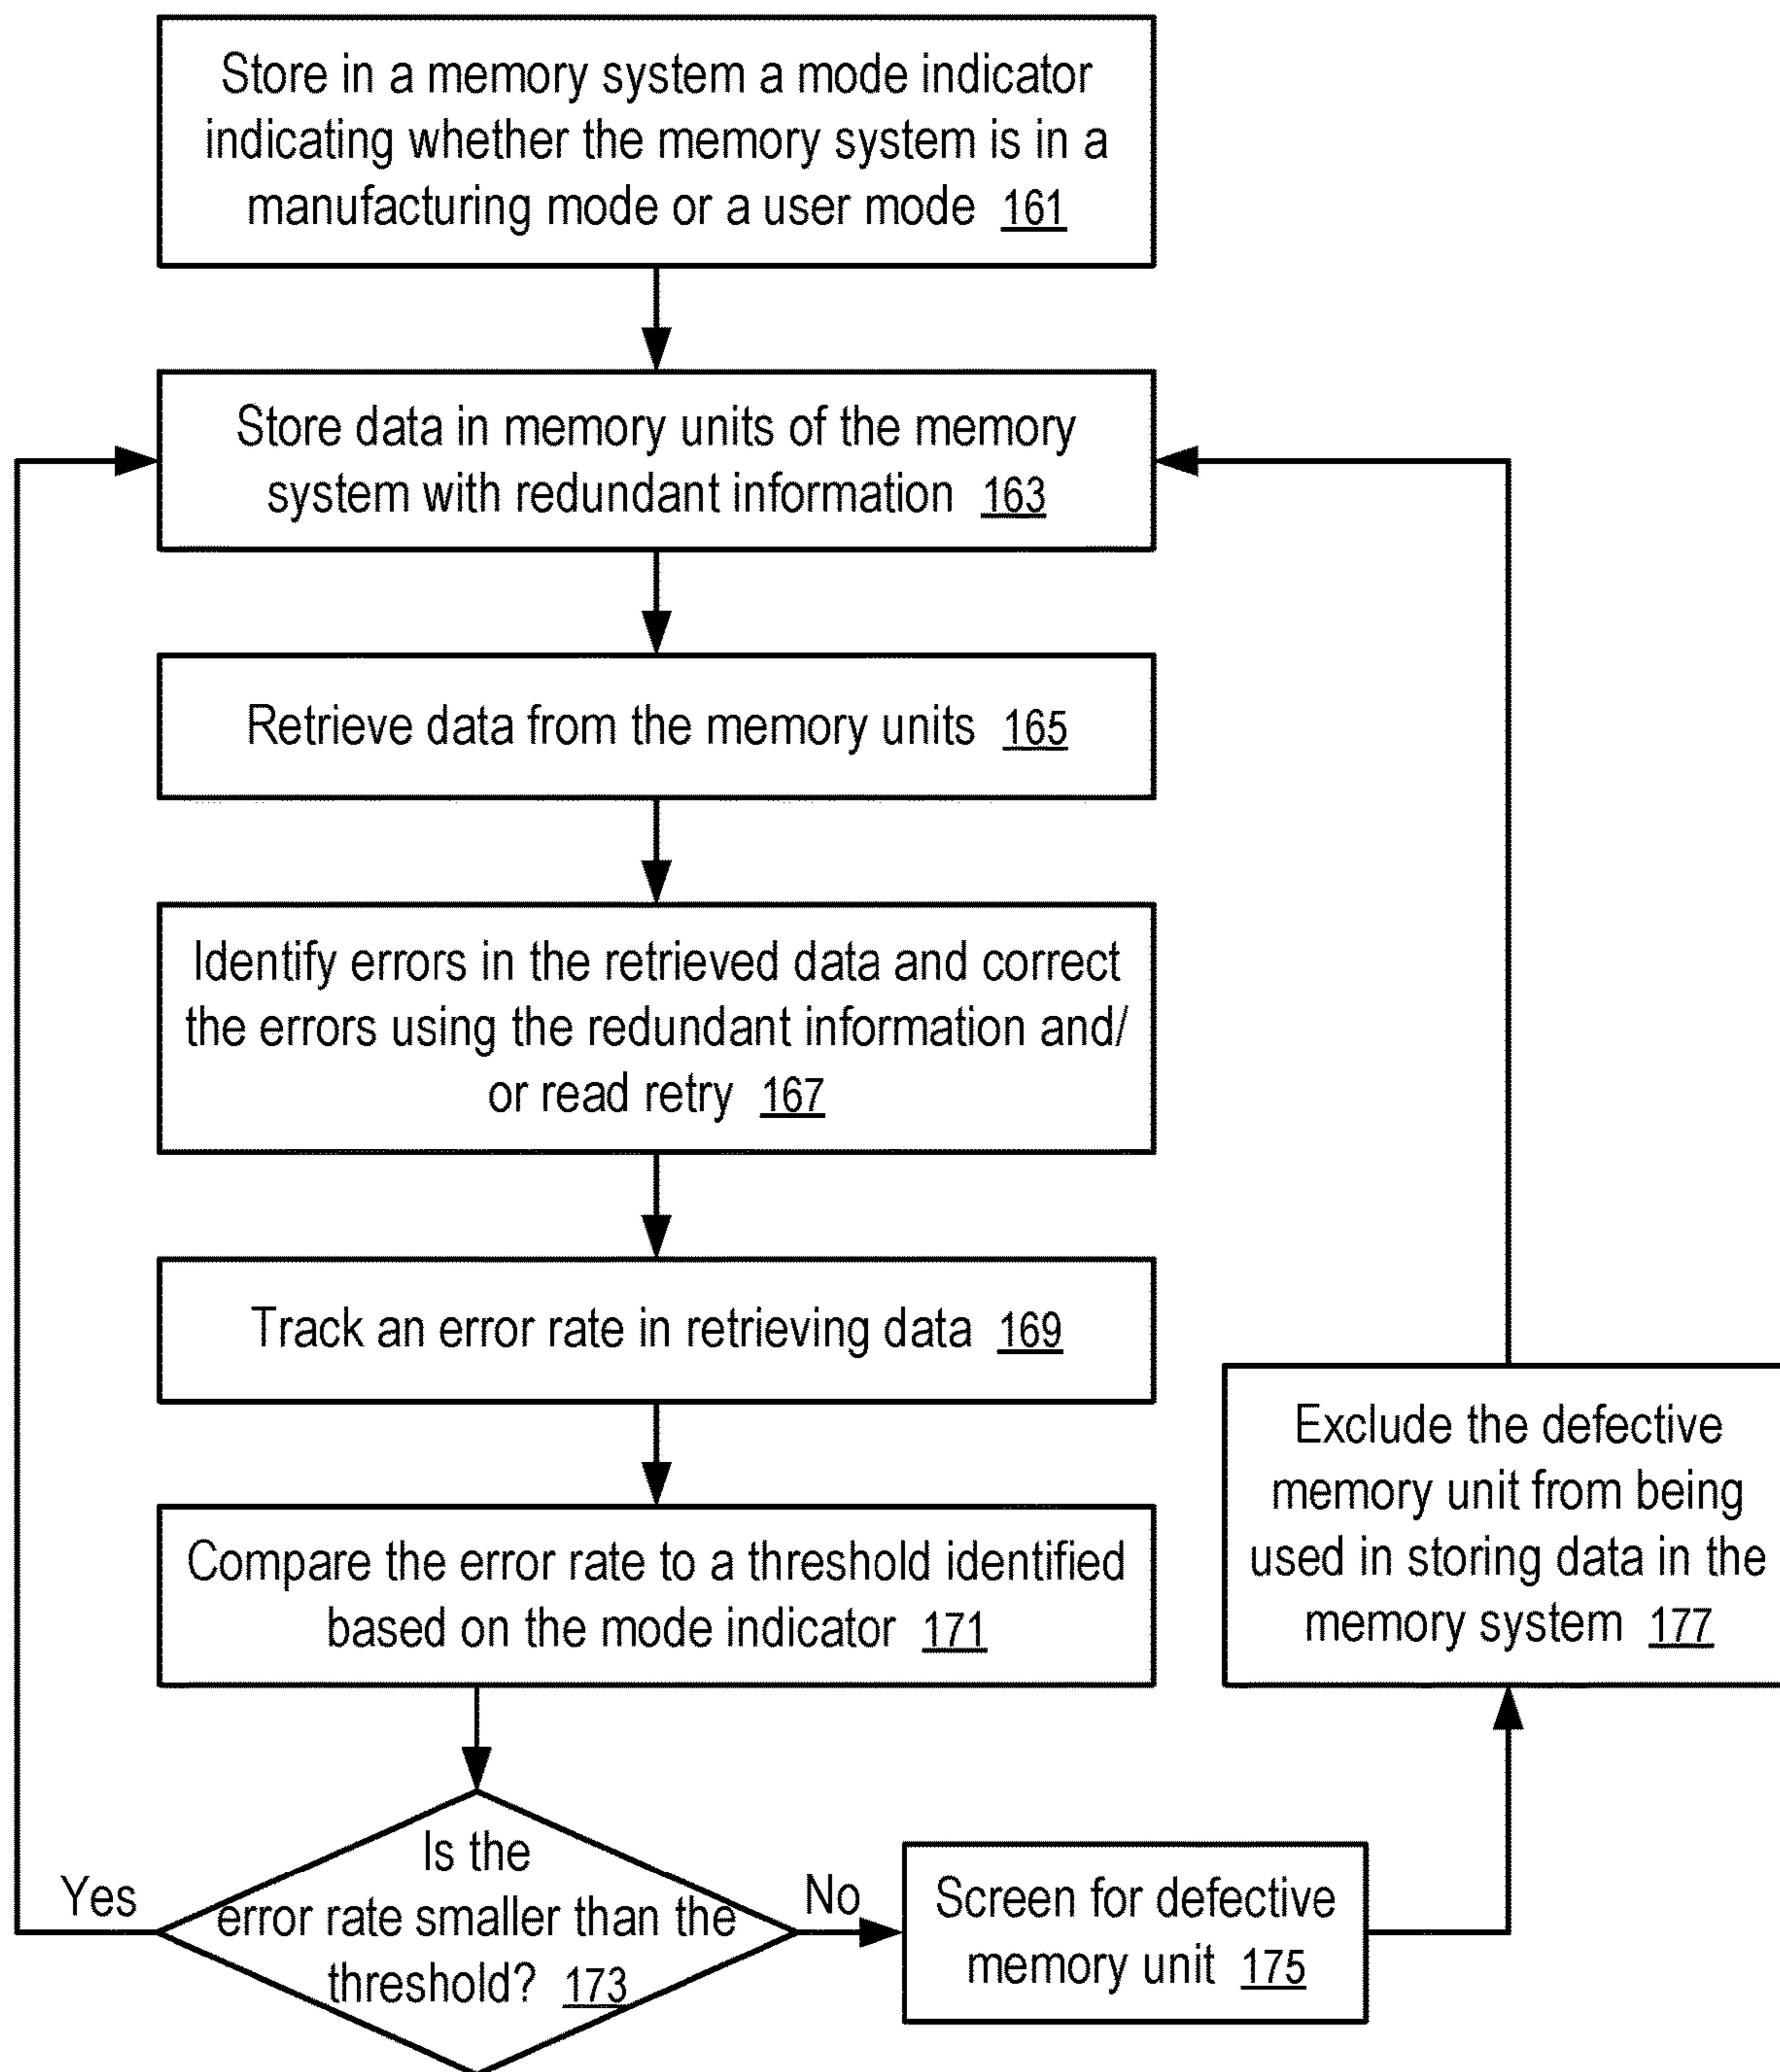 Store in a memory system a mode indicator
indicating whether the memory system is in a
manufacturing mode or a user mode 161
Store data in memory units of the memory
system with redundant information 163
Retrieve data from the memory units 165
Identify errors in the retrieved data and correct
the errors using the redundant information and/
or read retry 167
Track an error rate in retrieving data 169
Compare the error rate to a threshold identified
based on the mode indicator 171
Is the
error rate smaller than the
threshold? 173
Yes
No
Screen for defective
memory unit 175
Exclude the defective
memory unit from being
used in storing data in the
memory system 177